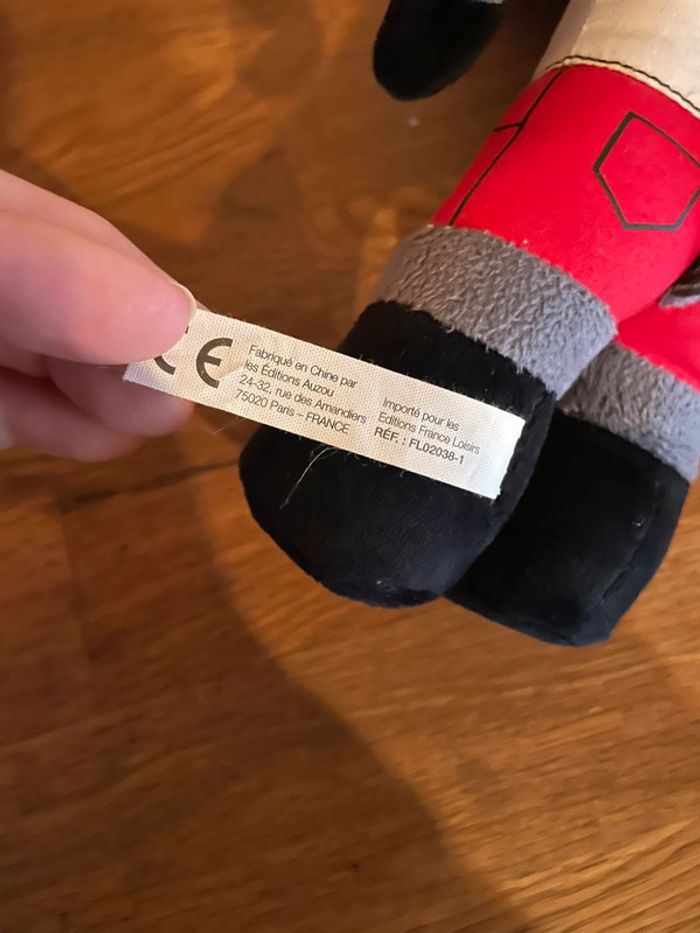 CE
Fabriqué en Chine par
les Éditions Auzou
24-32, rue des Amandiers
75020 Paris – FRANCE
Importé pour les
Editions France Loisirs
RÉF. : FL02038-1